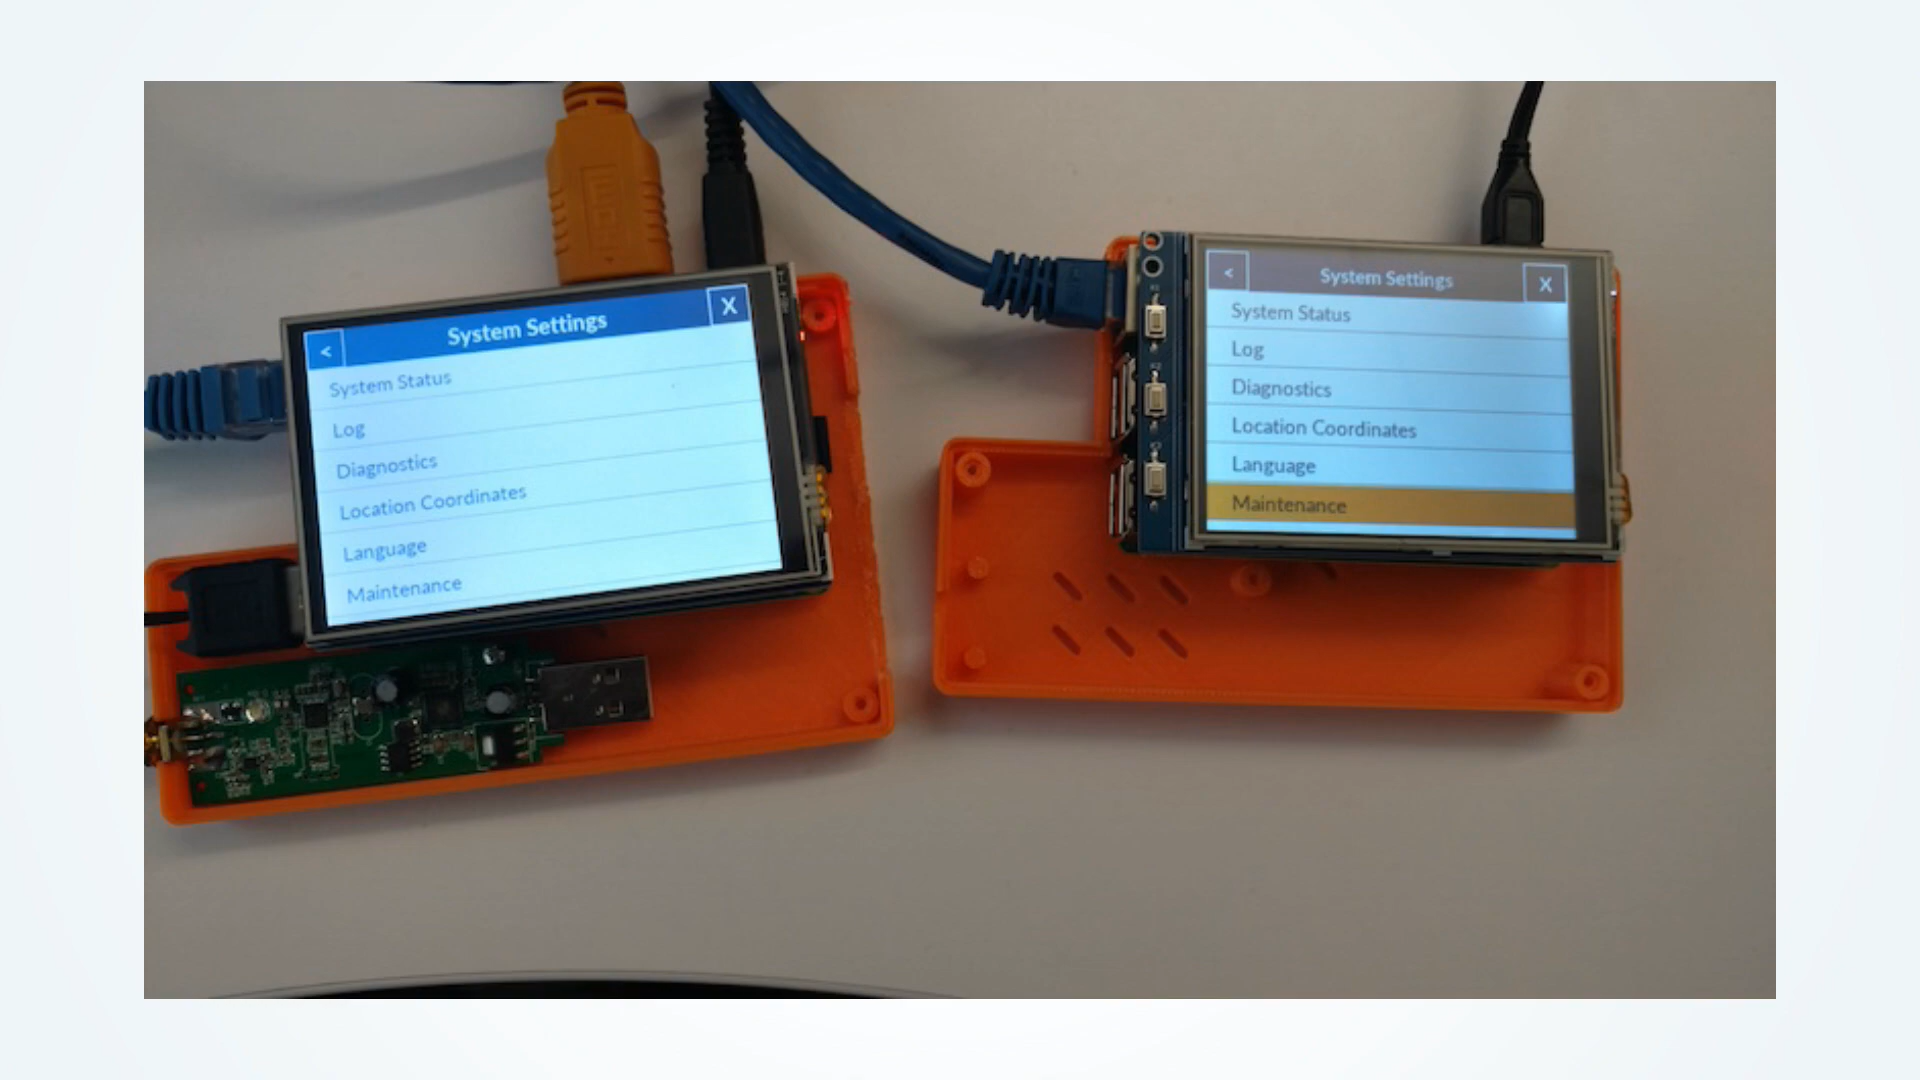 <
System Settings
X
System Status
Log
Diagnostics
Location Coordinates
Language
Maintenance
<
System Settings
X
System Status
Log
Diagnostics
Location Coordinates
Language
Maintenance